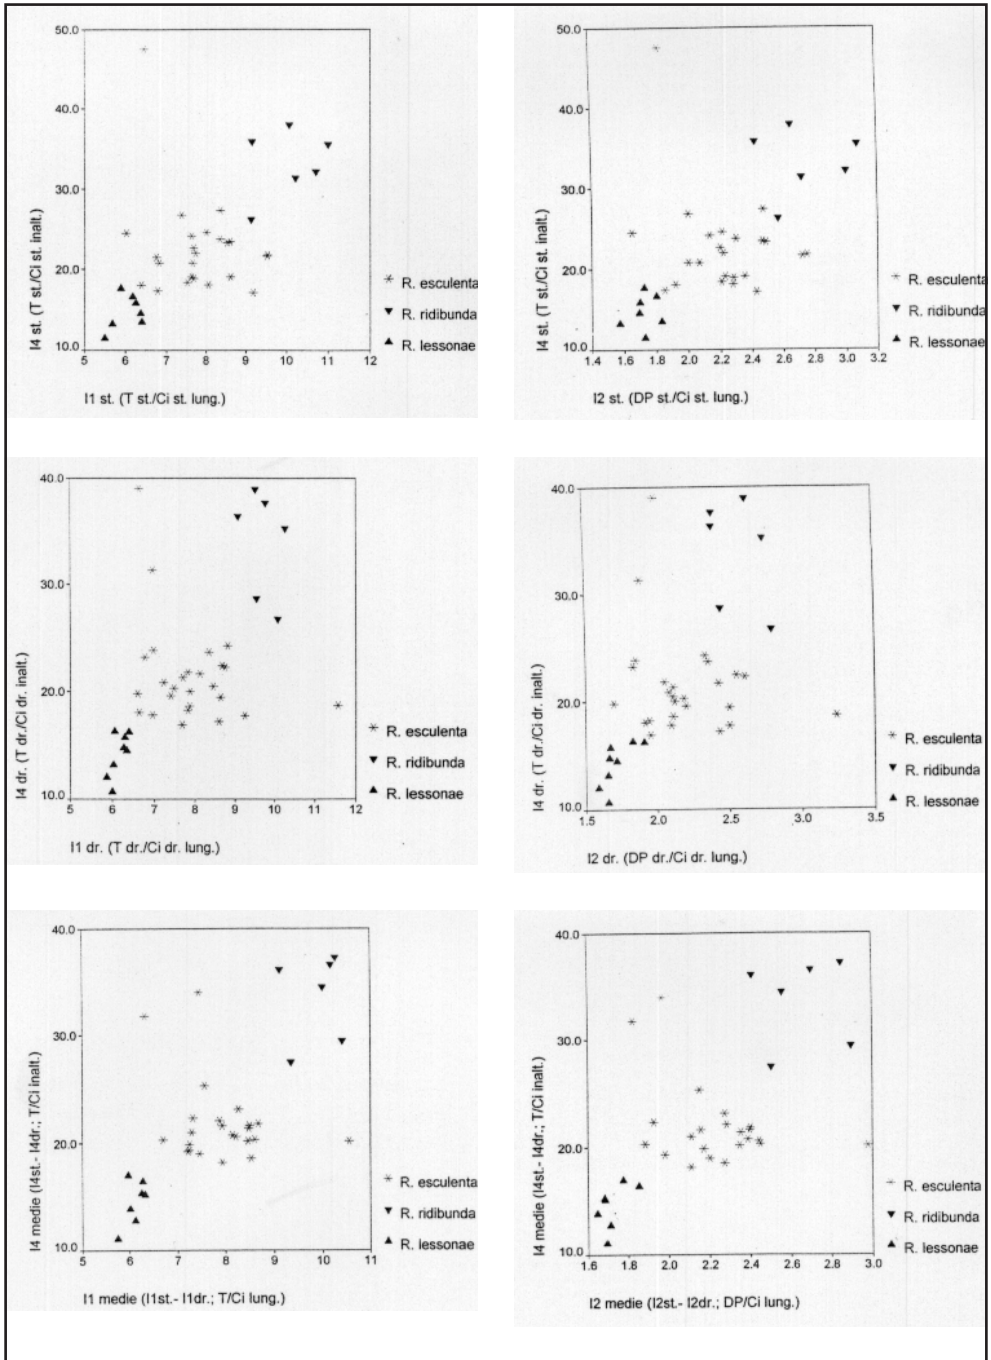 50.0
40.0
30.0
20.0
10.0
5 6 7 8 9 10 11 12
I4 st. (T st./Ci st. inalt.)
I1 st. (T st./Ci st. lung.)
R. esculenta
R. ridibunda
R. lessonae
50.0
40.0
30.0
20.0
10.0
1.4 1.6 1.8 2.0 2.2 2.4 2.6 2.8 3.0 3.2
I4 st. (T st./Ci st. inalt.)
I2 st. (DP st./Ci st. lung.)
R. esculenta
R. ridibunda
R. lessonae
40.0
30.0
20.0
10.0
5 6 7 8 9 10 11 12
I4 dr. (T dr./Ci dr. inalt.)
I1 dr. (T dr./Ci dr. lung.)
R. esculenta
R. ridibunda
R. lessonae
40.0
30.0
20.0
10.0
1.5 2.0 2.5 3.0 3.5
I4 dr. (T dr./Ci dr. inalt.)
I2 dr. (DP dr./Ci dr. lung.)
R. esculenta
R. ridibunda
R. lessonae
40.0
30.0
20.0
10.0
5 6 7 8 9 10 11
I4 medie (I4st.- I4dr.; T/Ci inalt.)
I1 medie (I1st.- I1dr.; T/Ci lung.)
R. esculenta
R. ridibunda
R. lessonae
40.0
30.0
20.0
10.0
1.6 1.8 2.0 2.2 2.4 2.6 2.8 3.0
I4 medie (I4st.- I4dr.; T/Ci inalt.)
I2 medie (I2st.- I2dr.; DP/Ci lung.)
R. esculenta
R. ridibunda
R. lessonae